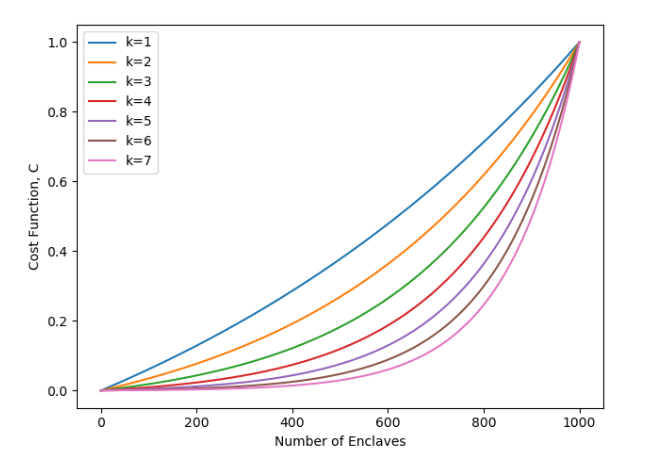 1.0
0.8
0.6
0.4
0.2
0.0
Cost Function, C
k=1
k=2
k=3
k=4
k=5
k=6
k=7
0 200 400 600 800 1000
Number of Enclaves